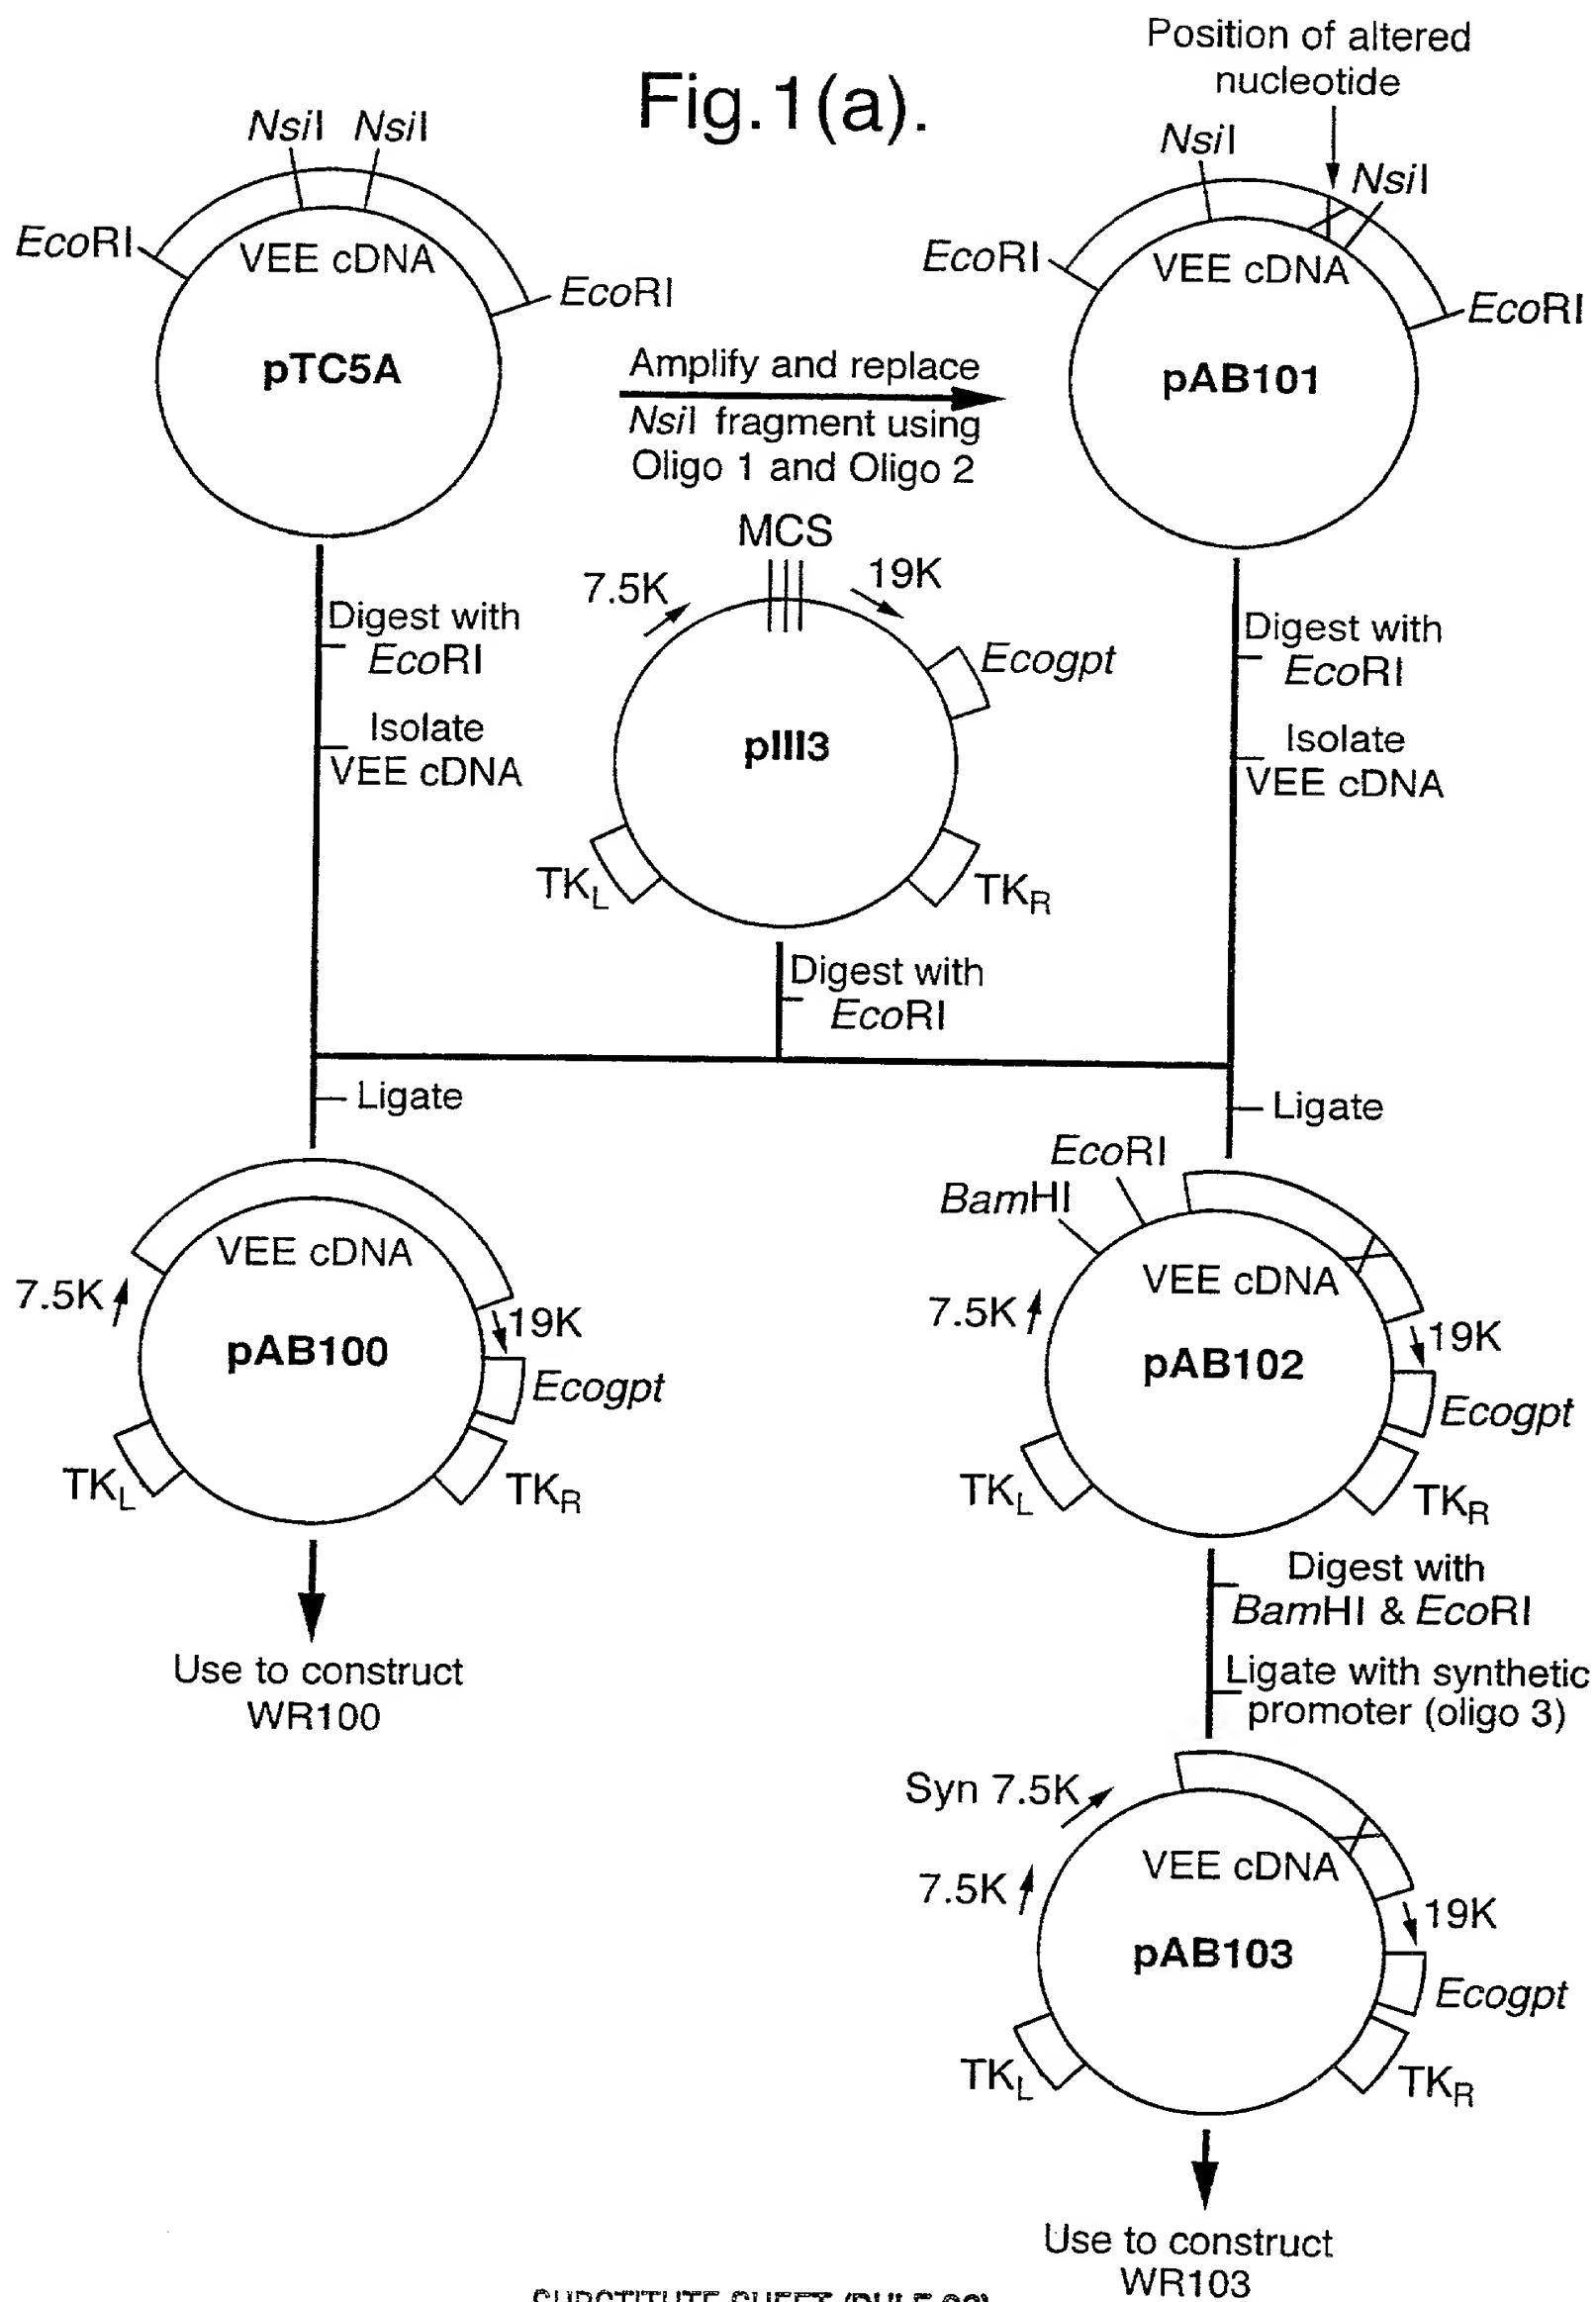 Fig.1(a).
Position of altered
nucleotide
NsiI NsiI
EcoRI
VEE cDNA
EcoRI
pTC5A
Amplify and replace
NsiI fragment using
Oligo 1 and Oligo 2
NsiI
NsiI
EcoRI
VEE cDNA
EcoRI
pAB101
MCS
7.5K
19K
Ecogpt
pIII3
TKL
TKR
Digest with
EcoRI
Isolate
VEE cDNA
Digest with
EcoRI
Isolate
VEE cDNA
Digest with
EcoRI
Ligate
Ligate
VEE cDNA
7.5K
19K
pAB100
Ecogpt
TKL
TKR
Use to construct
WR100
EcoRI
BamHI
VEE cDNA
7.5K
19K
pAB102
Ecogpt
TKL
TKR
Digest with
BamHI & EcoRI
Ligate with synthetic
promoter (oligo 3)
Syn 7.5K
VEE cDNA
7.5K
19K
pAB103
Ecogpt
TKL
TKR
Use to construct
WR103
SUBSTITUTE SHEET